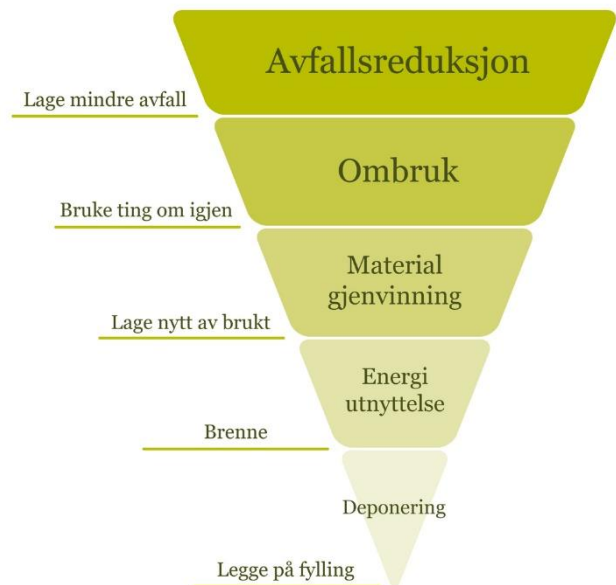 Avfallsreduksjon
Lage mindre avfall
Ombruk
Bruke ting om igjen
Material
gjenvinning
Lage nytt av brukt
Energi
utnyttelse
Brenne
Deponering
Legge på fylling